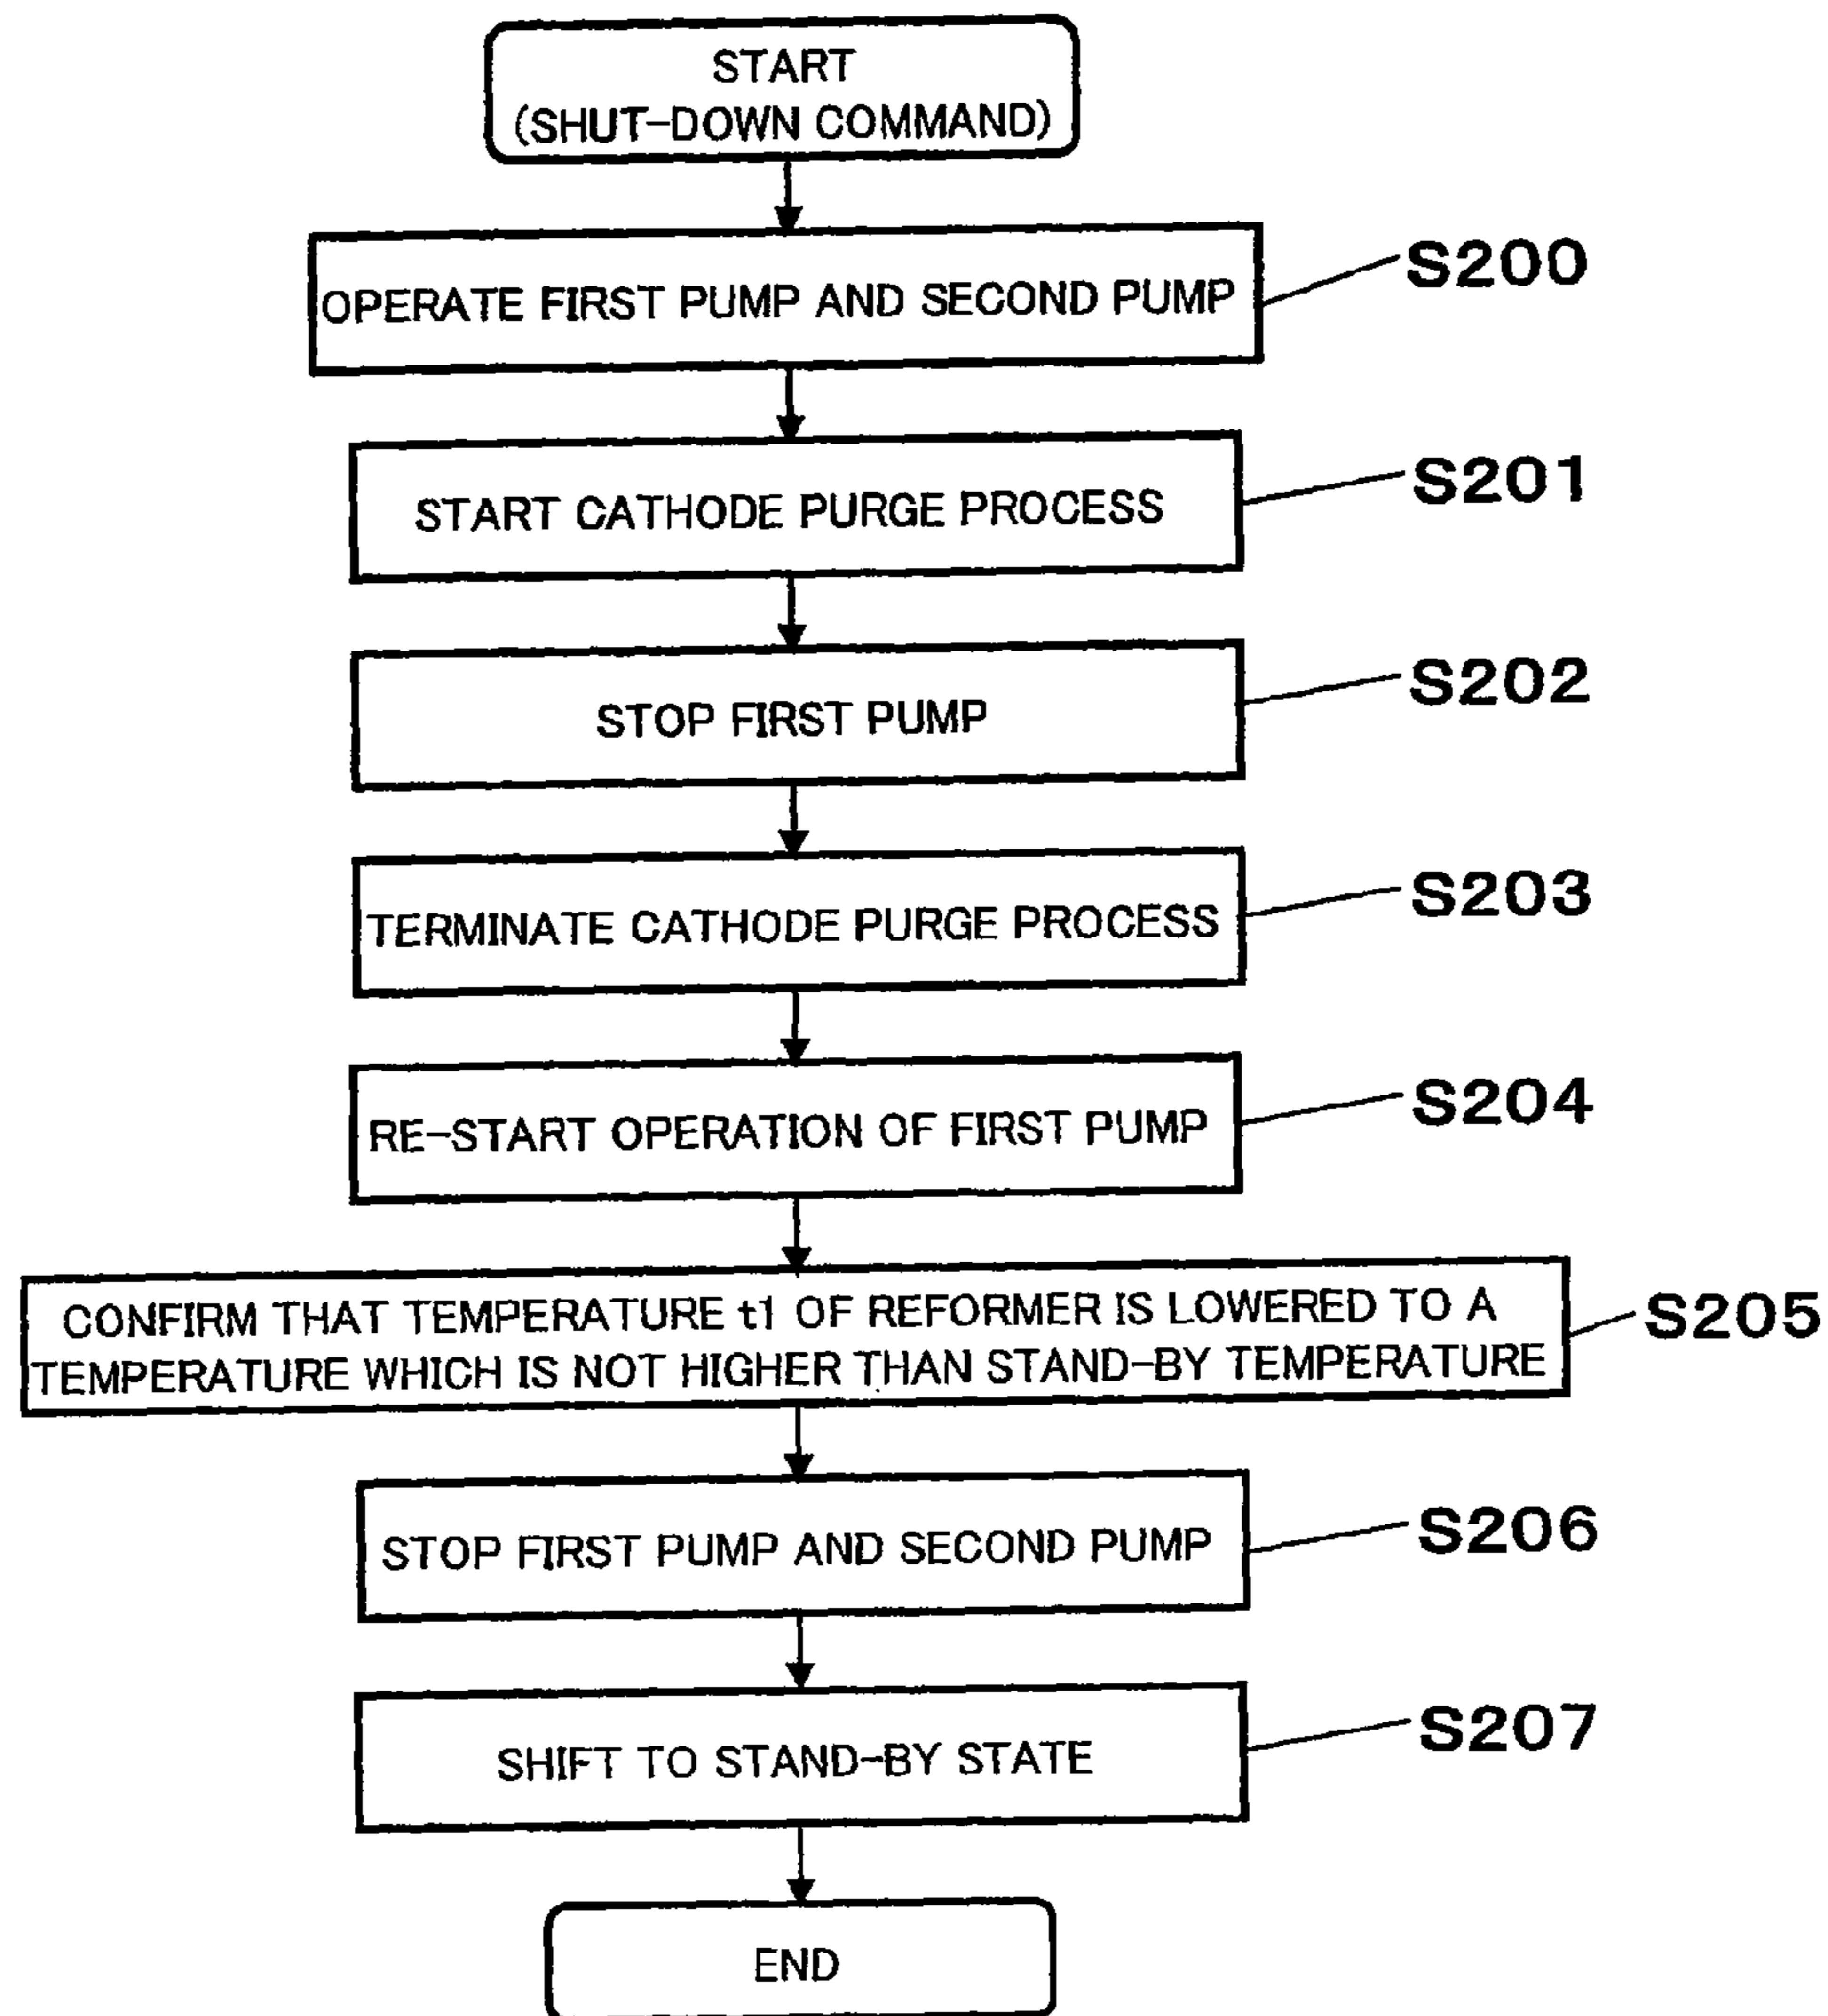 START
(SHUT-DOWN COMMAND)
OPERATE FIRST PUMP AND SECOND PUMP
S200
START CATHODE PURGE PROCESS
S201
STOP FIRST PUMP
S202
TERMINATE CATHODE PURGE PROCESS
S203
RE-START OPERATION OF FIRST PUMP
S204
CONFIRM THAT TEMPERATURE t1 OF REFORMER IS LOWERED TO A
TEMPERATURE WHICH IS NOT HIGHER THAN STAND-BY TEMPERATURE
S205
STOP FIRST PUMP AND SECOND PUMP
S206
SHIFT TO STAND-BY STATE
S207
END